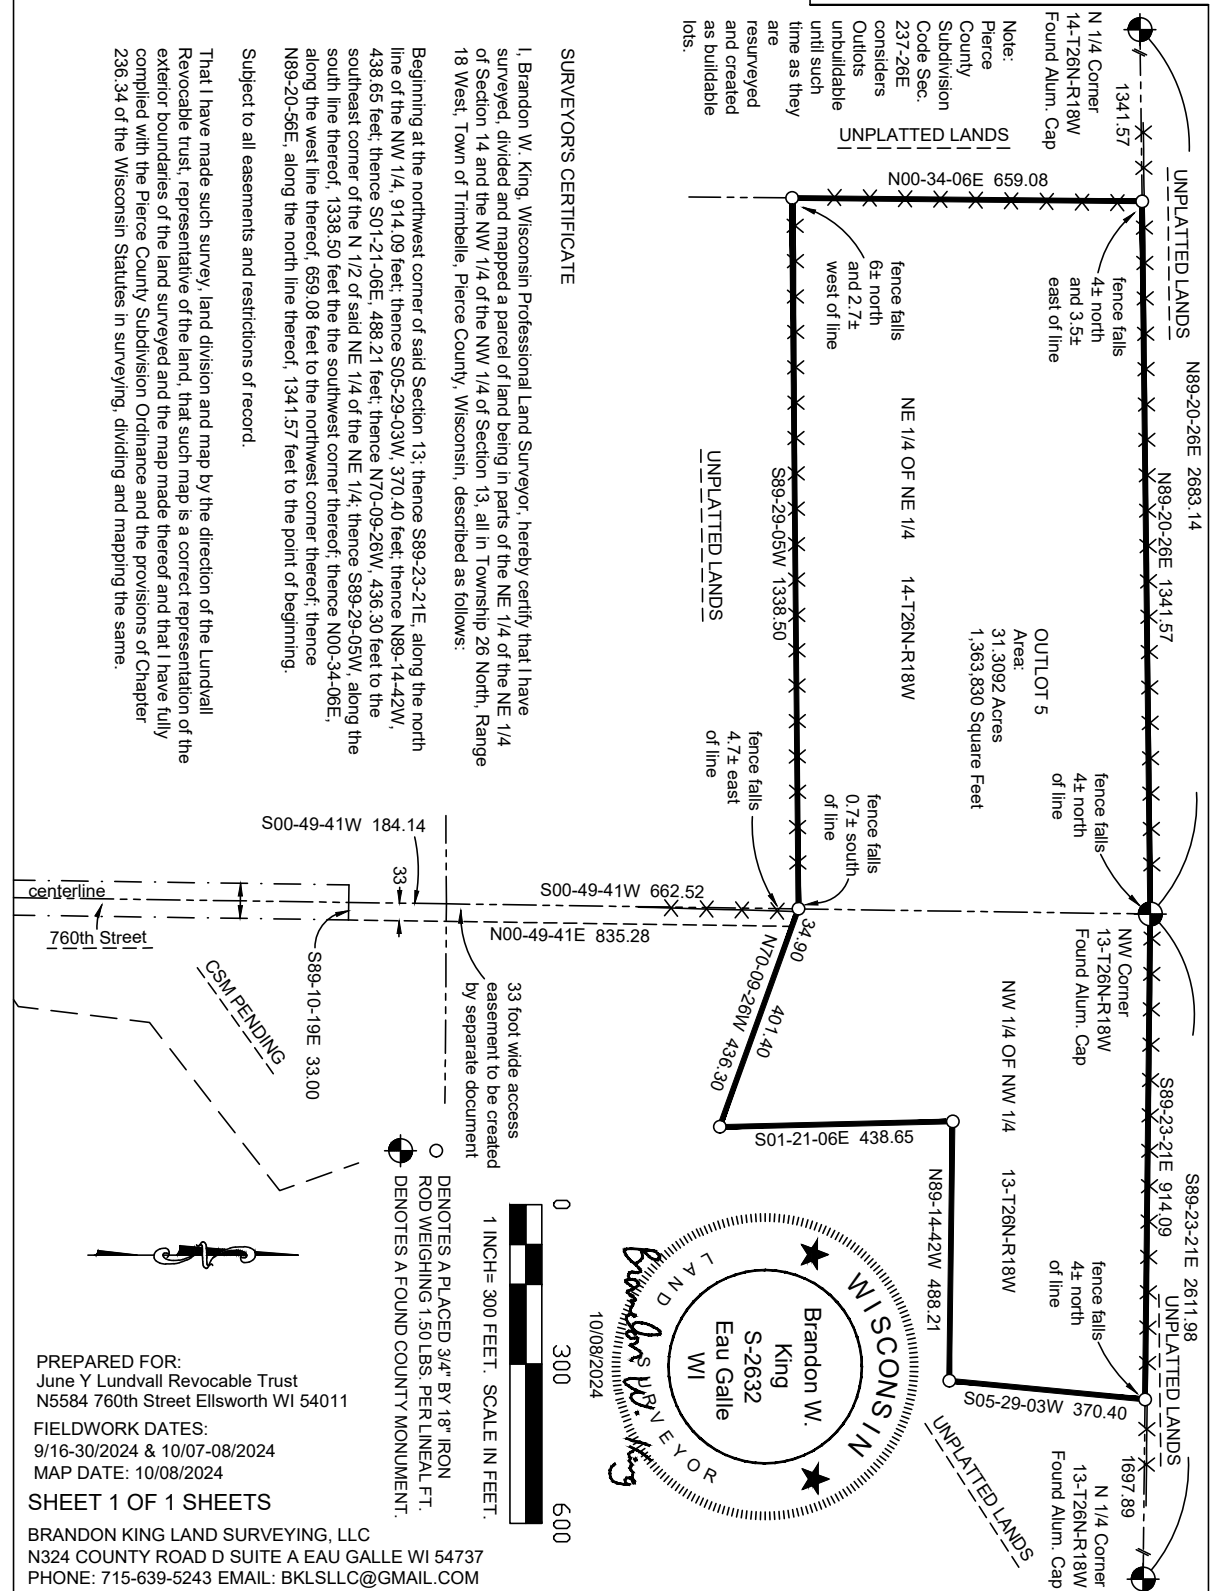 N 1/4 Corner
14-T26N-R18W
Found Alum. Cap
1341.57
UNPLATTED LANDS
N89-20-26E 2683.14
N89-20-26E 1341.57
fence falls
4± north
and 3.5±
east of line
N00-34-06E 659.08
UNPLATTED LANDS
Note:
Pierce
County
Subdivision
Code Sec.
237-26E
considers
Outlots
unbuildable
until such
time as they
are
resurveyed
and created
as buildable
lots.
fence falls
6± north
and 2.7±
west of line
NE 1/4 OF NE 1/4 14-T26N-R18W
OUTLOT 5
Area:
31.3092 Acres
1,363,830 Square Feet
fence falls
4± north
of line
S89-29-05W 1338.50
UNPLATTED LANDS
fence falls
0.7± south
of line
fence falls
4.7± east
of line
NW Corner
13-T26N-R18W
Found Alum. Cap
S89-23-21E 2611.98
S89-23-21E 914.09
UNPLATTED LANDS
NW 1/4 OF NW 1/4 13-T26N-R18W
fence falls
4± north
of line
1697.89
N 1/4 Corner
13-T26N-R18W
Found Alum. Cap
S05-29-03W 370.40
UNPLATTED LANDS
N89-14-42W 488.21
S01-21-06E 438.65
34.90
401.40
N70-09-26W 436.30
S00-49-41W 662.52
N00-49-41E 835.28
S00-49-41W 184.14
33
33 foot wide access
easement to be created
by separate document
S89-10-19E 33.00
CSM PENDING
centerline
760th Street
SURVEYOR'S CERTIFICATE
I, Brandon W. King, Wisconsin Professional Land Surveyor, hereby certify that I have
surveyed, divided and mapped a parcel of land being in parts of the NE 1/4 of the NE 1/4
of Section 14 and the NW 1/4 of the NW 1/4 of Section 13, all in Township 26 North, Range
18 West, Town of Trimbelle, Pierce County, Wisconsin, described as follows:
Beginning at the northwest corner of said Section 13; thence S89-23-21E, along the north
line of the NW 1/4, 914.09 feet; thence S05-29-03W, 370.40 feet; thence N89-14-42W,
438.65 feet; thence S01-21-06E, 488.21 feet; thence N70-09-26W, 436.30 feet to the
southeast corner of the N 1/2 of said NE 1/4 of the NE 1/4; thence S89-29-05W, along the
south line thereof, 1338.50 feet the the southwest corner thereof; thence N00-34-06E,
along the west line thereof, 659.08 feet to the northwest corner thereof; thence
N89-20-56E, along the north line thereof, 1341.57 feet to the point of beginning.
Subject to all easements and restrictions of record.
That I have made such survey, land division and map by the direction of the Lundvall
Revocable trust, representative of the land, that such map is a correct representation of the
exterior boundaries of the land surveyed and the map made thereof and that I have fully
complied with the Pierce County Subdivision Ordinance and the provisions of Chapter
236.34 of the Wisconsin Statutes in surveying, dividing and mapping the same.
WISCONSIN
Brandon W.
King
S-2632
Eau Galle
WI
LAND SURVEYOR
Brandon W. King
10/08/2024
0 300 600
1 INCH= 300 FEET. SCALE IN FEET.
DENOTES A PLACED 3/4" BY 18" IRON
ROD WEIGHING 1.50 LBS. PER LINEAL FT.
DENOTES A FOUND COUNTY MONUMENT.
PREPARED FOR:
June Y Lundvall Revocable Trust
N5584 760th Street Ellsworth WI 54011
FIELDWORK DATES:
9/16-30/2024 & 10/07-08/2024
MAP DATE: 10/08/2024
SHEET 1 OF 1 SHEETS
BRANDON KING LAND SURVEYING, LLC
N324 COUNTY ROAD D SUITE A EAU GALLE WI 54737
PHONE: 715-639-5243 EMAIL: BKLSLLC@GMAIL.COM